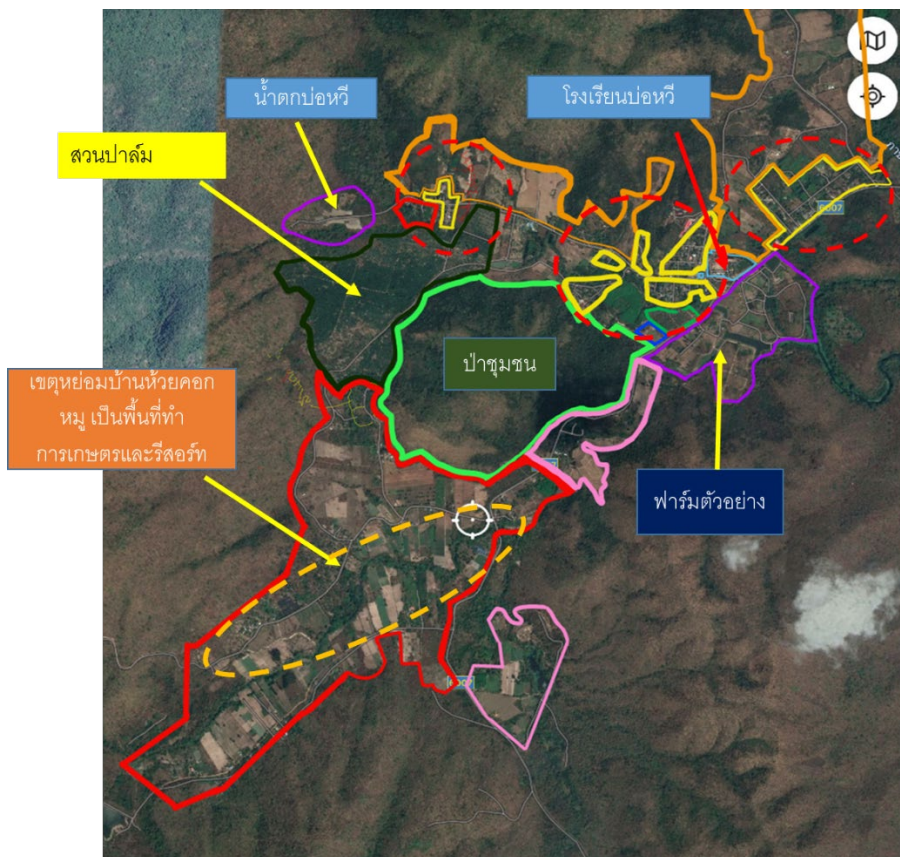 น้ำตกบ่อหวี
โรงเรียนบ่อหวี
สวนปาล์ม
ป่าชุมชน
เขตุหย่อมบ้านห้วยคอก
หมู เป็นพื้นที่ทำ
การเกษตรและรีสอร์ท
ฟาร์มตัวอย่าง